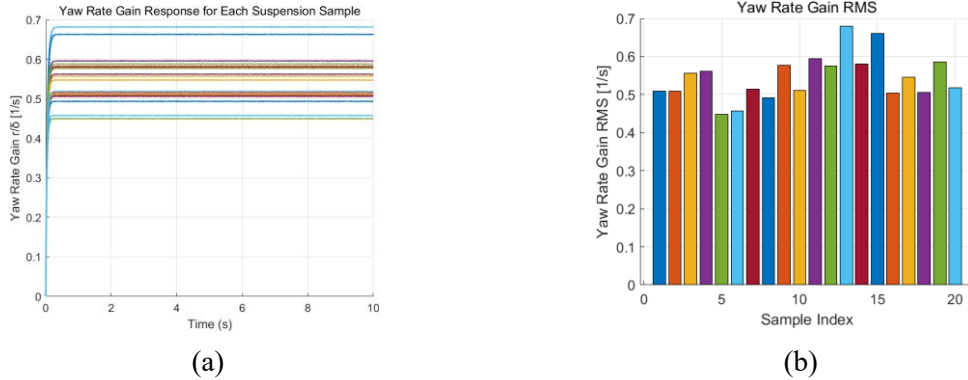 Yaw Rate Gain Response for Each Suspension Sample
0.7
0.6
0.5
0.4
0.3
0.2
0.1
0
Yaw Rate Gain r/δ [1/s]
0 2 4 6 8 10
Time (s)
(a)
Yaw Rate Gain RMS
0.7
0.6
0.5
0.4
0.3
0.2
0.1
0
Yaw Rate Gain RMS [1/s]
0 5 10 15 20
Sample Index
(b)